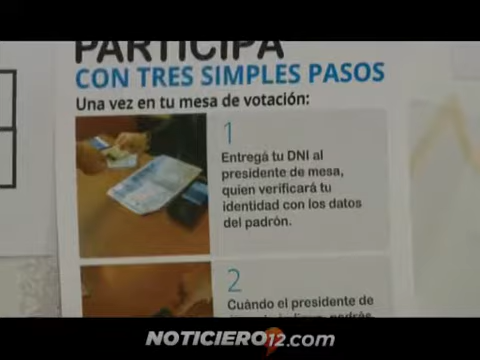 PARTICIPA
CON TRES SIMPLES PASOS
Una vez en tu mesa de votación:
1
Entregá tu DNI al
presidente de mesa,
quien verificará tu
identidad con los datos
del padrón.
2
Cuándo el presidente de
NOTICIERO12.com